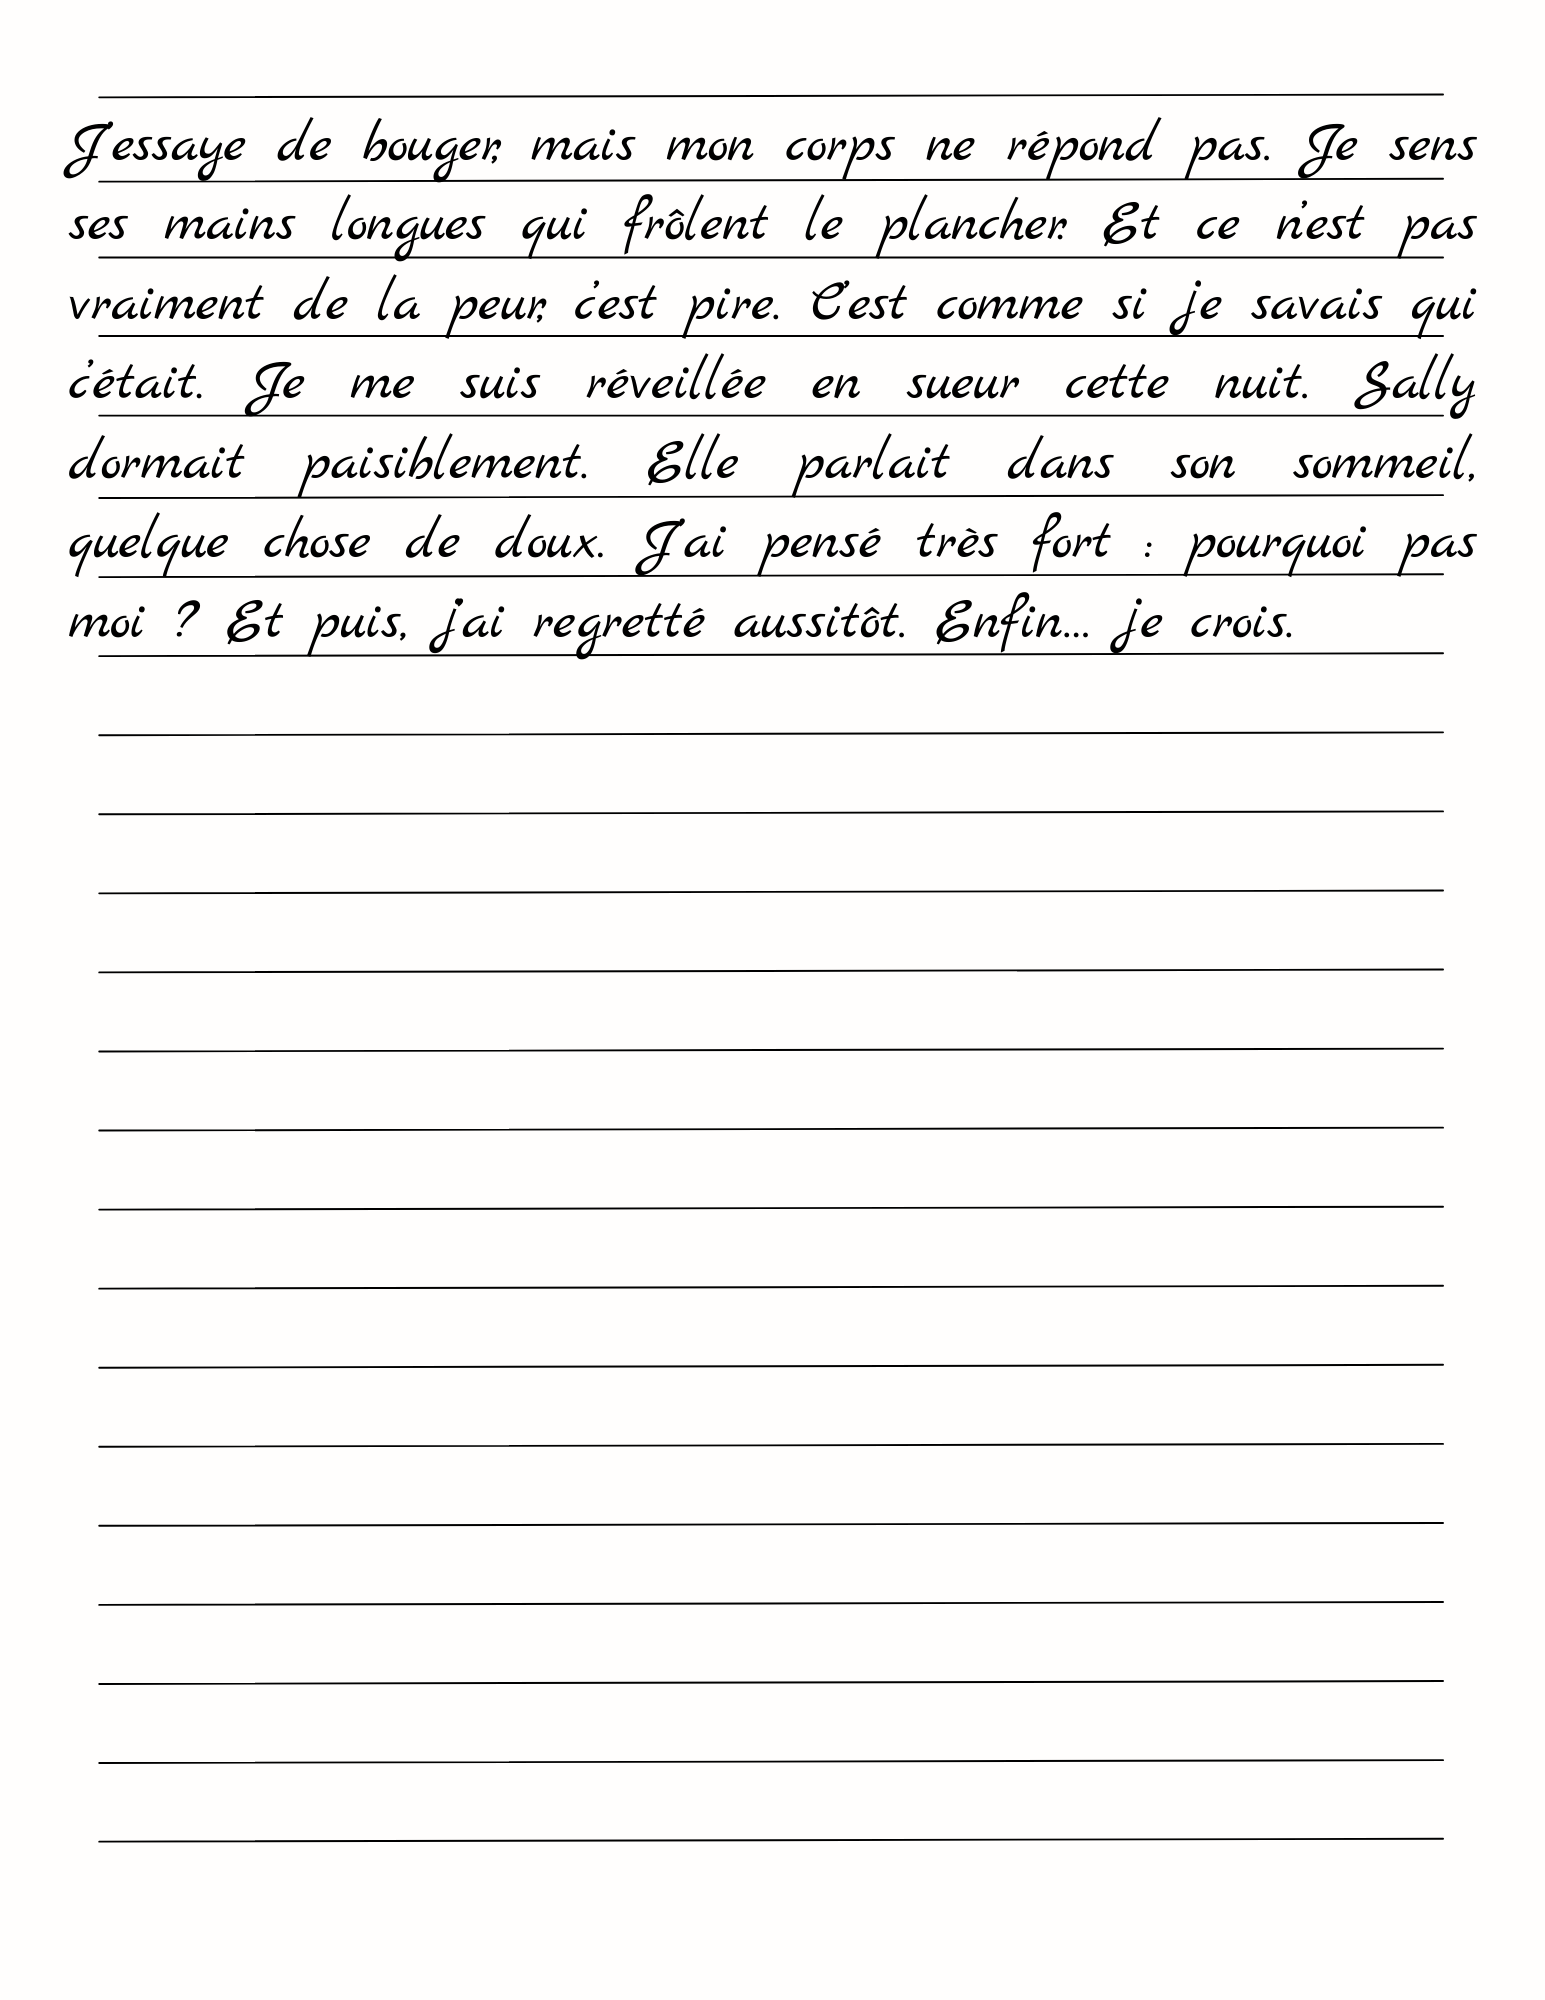 J'essaye de bouger, mais mon corps ne répond pas. Je sens
ses mains longues qui frôlent le plancher. Et ce n'est pas
vraiment de la peur, c'est pire. C'est comme si je savais qui
c'était. Je me suis réveillée en sueur cette nuit. Sally
dormait paisiblement. Elle parlait dans son sommeil,
quelque chose de doux. J'ai pensé très fort : pourquoi pas
moi ? Et puis, j'ai regretté aussitôt. Enfin... je crois.